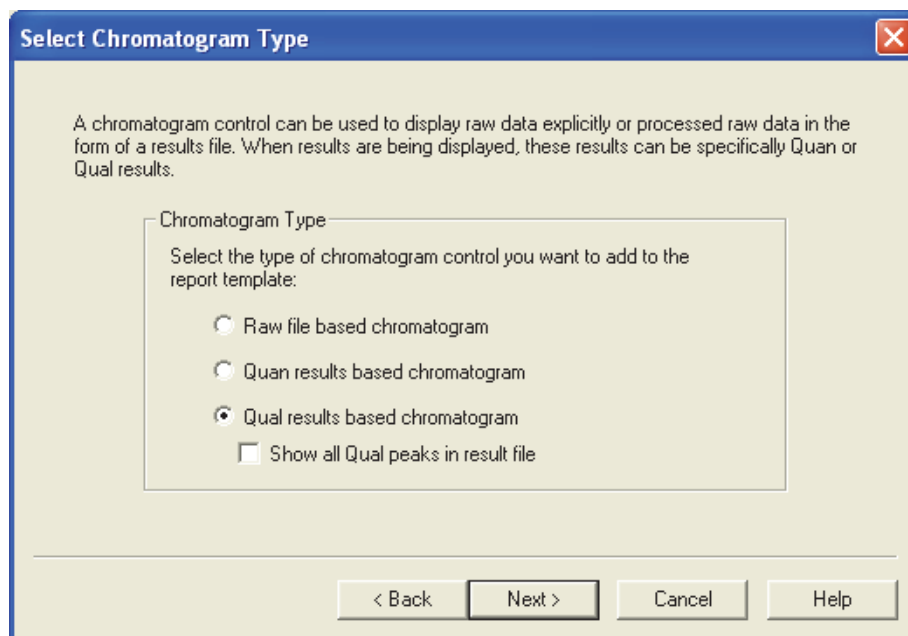 Select Chromatogram Type
A chromatogram control can be used to display raw data explicitly or processed raw data in the
form of a results file. When results are being displayed, these results can be specifically Quan or
Qual results.
Chromatogram Type
Select the type of chromatogram control you want to add to the
report template:
Raw file based chromatogram
Quan results based chromatogram
Qual results based chromatogram
Show all Qual peaks in result file
< Back Next > Cancel Help